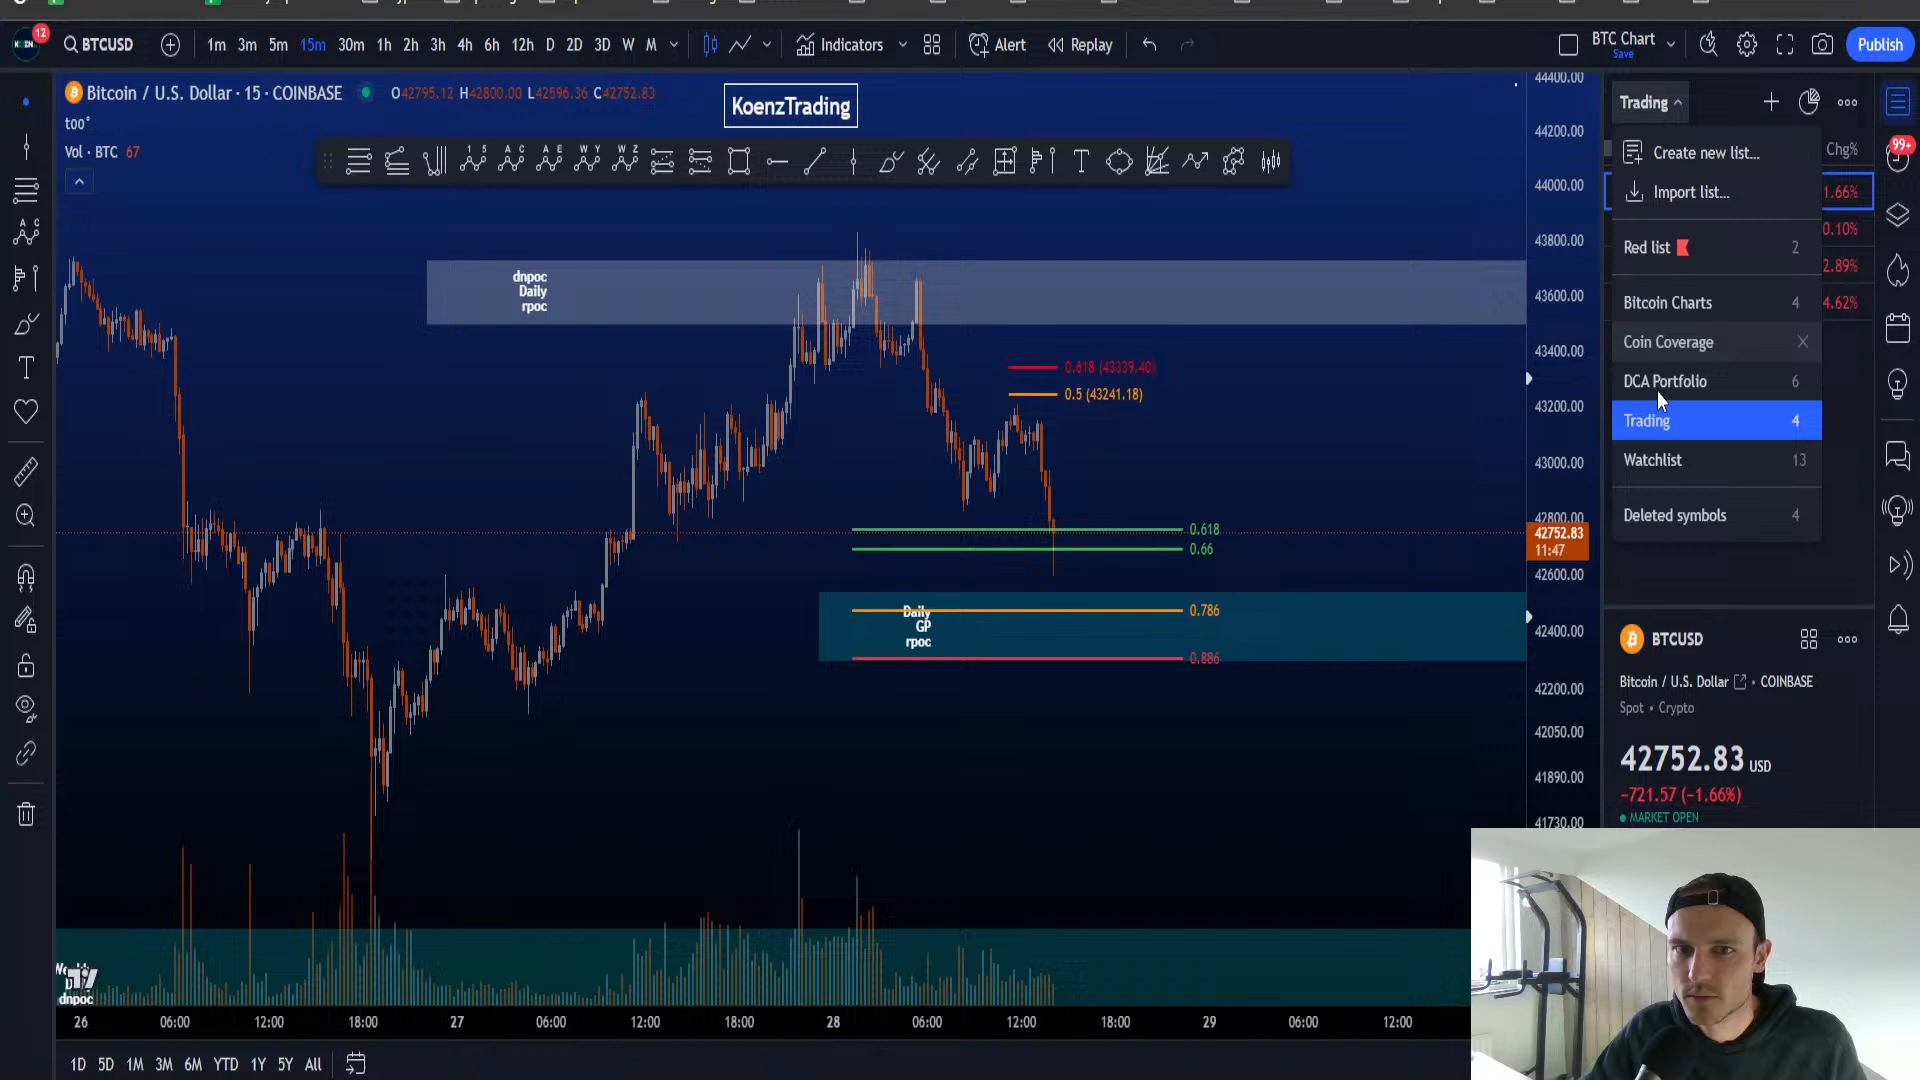 12
BTCUSD
1m 3m 5m 15m 30m 1h 2h 3h 4h 6h 12h D 2D 3D W M
Indicators
Alert
Replay
BTC Chart
Save
Publish
Bitcoin / U.S. Dollar · 15 · COINBASE
O42795.12 H42800.00 L42596.36 C42752.83
too°
Vol · BTC 67
KoenzTrading
dnpoc
Daily
rpoc
0.618 (43339.40)
0.5 (43241.18)
0.618
0.66
0.786
0.886
Daily
GP
rpoc
dnpoc
44400.00
44200.00
44000.00
43800.00
43600.00
43400.00
43200.00
43000.00
42800.00
42752.83
11:47
42600.00
42400.00
42200.00
42050.00
41890.00
41730.00
26 06:00 12:00 18:00 27 06:00 12:00 18:00 28 06:00 12:00 18:00 29 06:00 12:00
1D 5D 1M 3M 6M YTD 1Y 5Y All
Trading
Chg%
Create new list...
Import list...
Red list 2
Bitcoin Charts 4
Coin Coverage
DCA Portfolio 6
Trading 4
Watchlist 13
Deleted symbols 4
1.66%
0.10%
2.89%
4.62%
99+
BTCUSD
Bitcoin / U.S. Dollar • COINBASE
Spot • Crypto
42752.83 USD
−721.57 (−1.66%)
MARKET OPEN